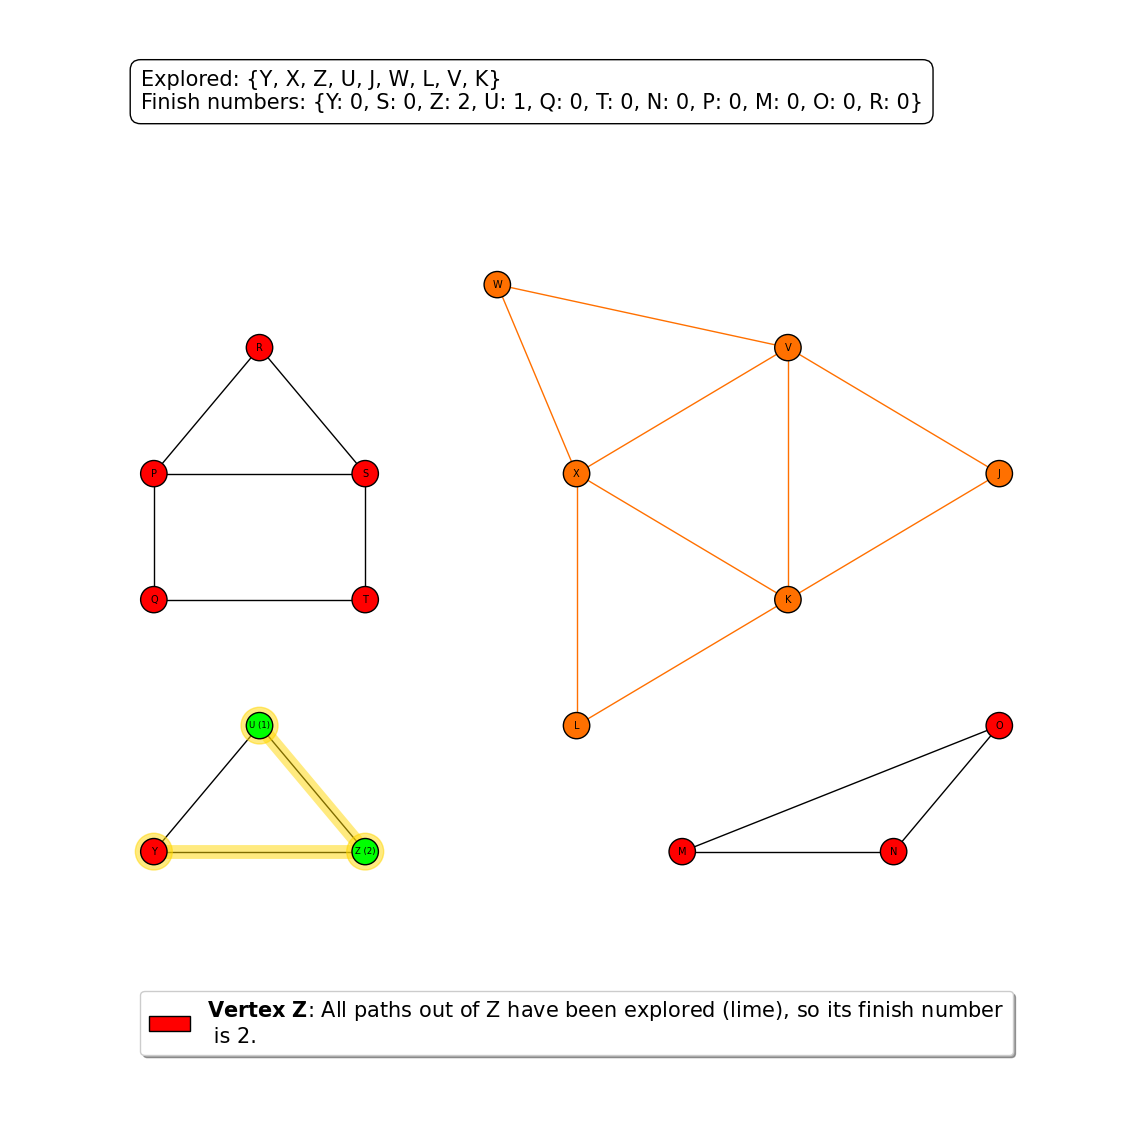 Explored: {Y, X, Z, U, J, W, L, V, K}
Finish numbers: {Y: 0, S: 0, Z: 2, U: 1, Q: 0, T: 0, N: 0, P: 0, M: 0, O: 0, R: 0}
W
R
V
P
S
X
J
Q
T
K
U (1)
L
O
Y
Z (2)
M
N
Vertex Z: All paths out of Z have been explored (lime), so its finish number
is 2.